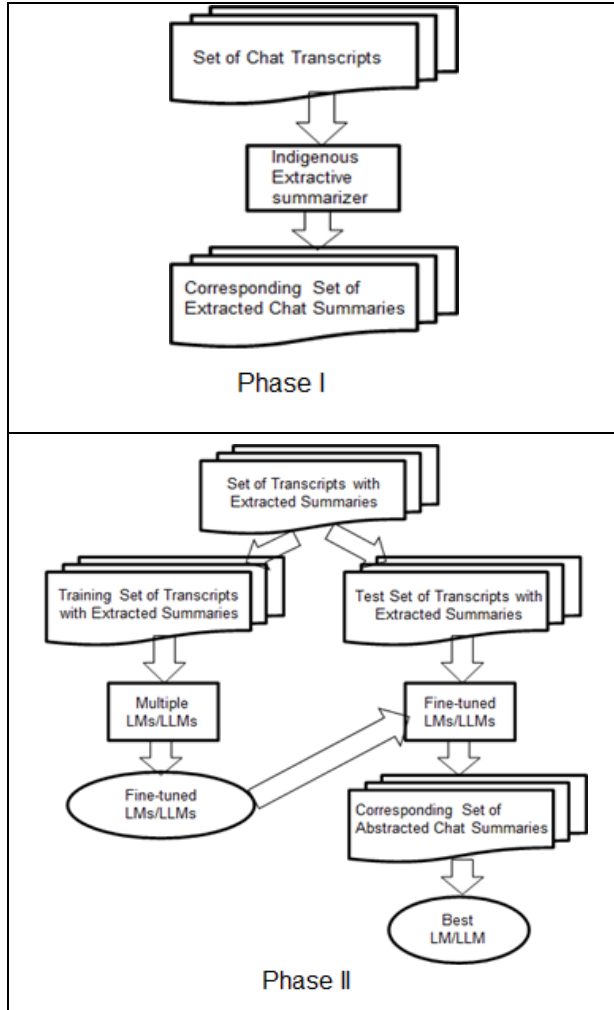 Set of Chat Transcripts
Indigenous
Extractive
summarizer
Corresponding Set of
Extracted Chat Summaries
Phase I
Set of Transcripts with
Extracted Summaries
Training Set of Transcripts
with Extracted Summaries
Test Set of Transcripts with
Extracted Summaries
Multiple
LMs/LLMs
Fine-tuned
LMs/LLMs
Fine-tuned
LMs/LLMs
Corresponding Set of
Abstracted Chat Summaries
Best
LM/LLM
Phase II